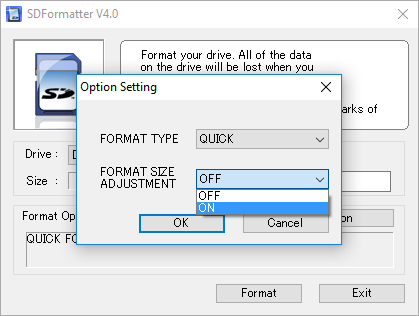 SDFormatter V4.0
Format your drive. All of the data
on the drive will be lost when you
SD
arks of
Option Setting
FORMAT TYPE QUICK
FORMAT SIZE
ADJUSTMENT OFF
OFF
ON
OK Cancel
Drive :
Size :
Format Op on
QUICK FO
Format Exit